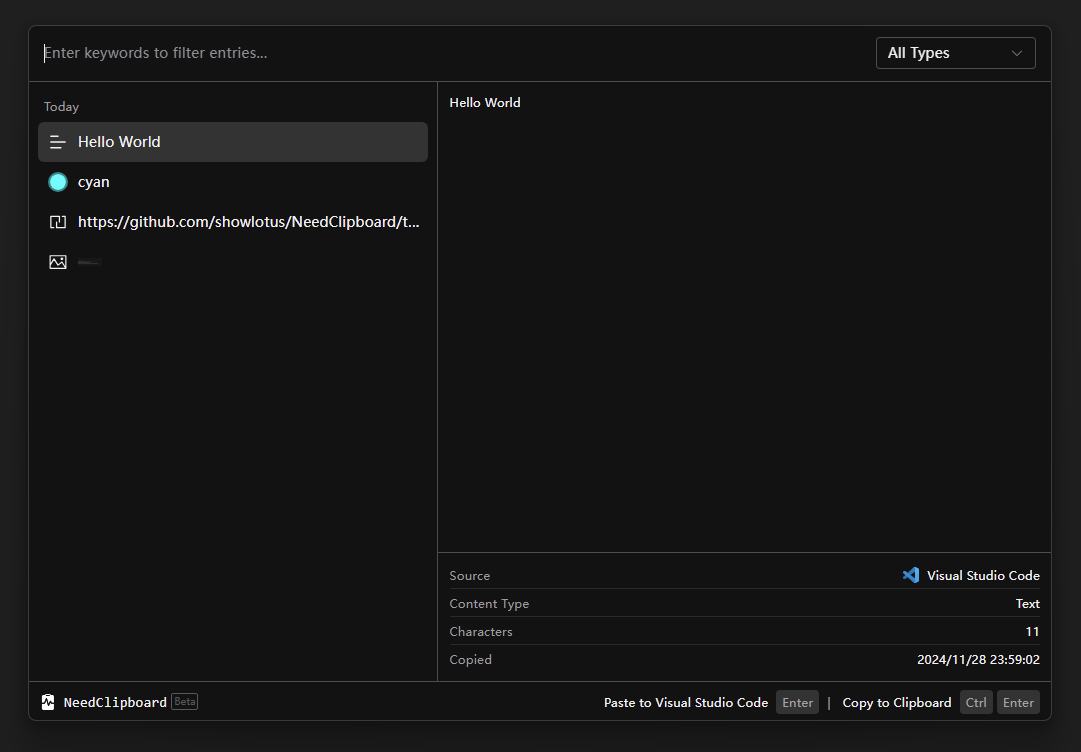 Enter keywords to filter entries...
All Types
Today
Hello World
cyan
https://github.com/showlotus/NeedClipboard/t...
Hello World
Source Visual Studio Code
Content Type Text
Characters 11
Copied 2024/11/28 23:59:02
NeedClipboard Beta
Paste to Visual Studio Code Enter | Copy to Clipboard Ctrl Enter